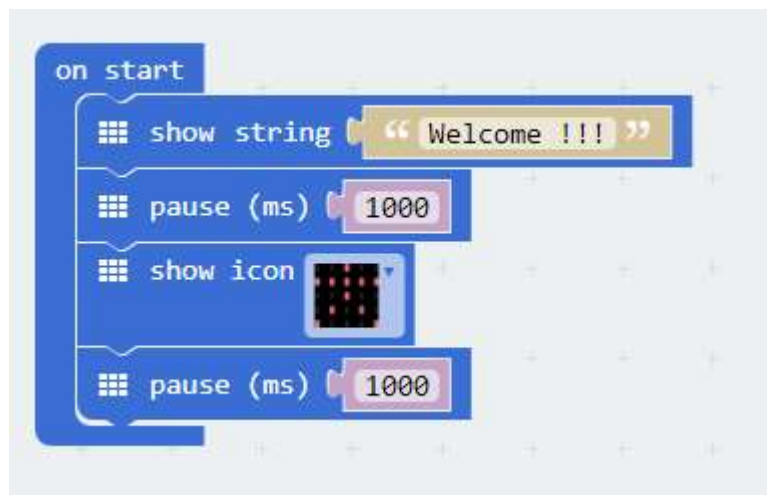 on start
show string “ Welcome !!! ”
pause (ms) 1000
show icon
pause (ms) 1000